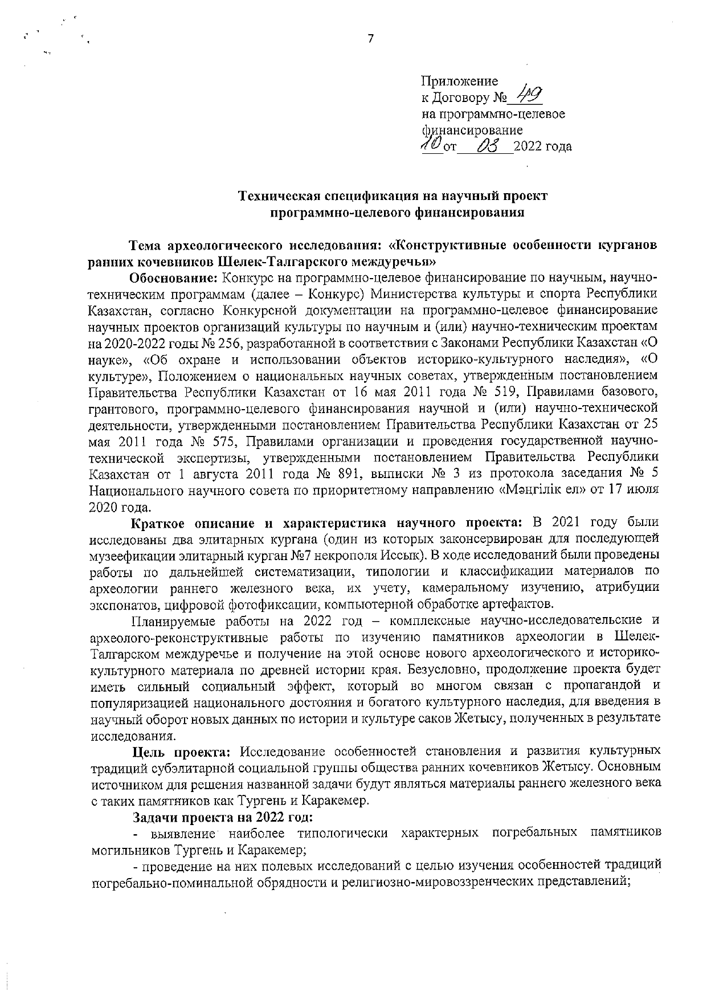 7
Приложение
к Договору № 49
на программно-целевое
финансирование
10 от 03 2022 года
Техническая спецификация на научный проект
программно-целевого финансирования
Тема археологического исследования: «Конструктивные особенности курганов
ранних кочевников Шелек-Талгарского междуречья»
Обоснование: Конкурс на программно-целевое финансирование по научным, научно-
техническим программам (далее – Конкурс) Министерства культуры и спорта Республики
Казахстан, согласно Конкурсной документации на программно-целевое финансирование
научных проектов организаций культуры по научным и (или) научно-техническим проектам
на 2020-2022 годы № 256, разработанной в соответствии с Законами Республики Казахстан «О
науке», «Об охране и использовании объектов историко-культурного наследия», «О
культуре», Положением о национальных научных советах, утвержденным постановлением
Правительства Республики Казахстан от 16 мая 2011 года № 519, Правилами базового,
грантового, программно-целевого финансирования научной и (или) научно-технической
деятельности, утвержденными постановлением Правительства Республики Казахстан от 25
мая 2011 года № 575, Правилами организации и проведения государственной научно-
технической экспертизы, утвержденными постановлением Правительства Республики
Казахстан от 1 августа 2011 года № 891, выписки № 3 из протокола заседания № 5
Национального научного совета по приоритетному направлению «Мәңгілік ел» от 17 июля
2020 года.
Краткое описание и характеристика научного проекта: В 2021 году были
исследованы два элитарных кургана (один из которых законсервирован для последующей
музеефикации элитарный курган №7 некрополя Иссык). В ходе исследований были проведены
работы по дальнейшей систематизации, типологии и классификации материалов по
археологии раннего железного века, их учету, камеральному изучению, атрибуции
экспонатов, цифровой фотофиксации, компьютерной обработке артефактов.
Планируемые работы на 2022 год – комплексные научно-исследовательские и
археолого-реконструктивные работы по изучению памятников археологии в Шелек-
Талгарском междуречье и получение на этой основе нового археологического и историко-
культурного материала по древней истории края. Безусловно, продолжение проекта будет
иметь сильный социальный эффект, который во многом связан с пропагандой и
популяризацией национального достояния и богатого культурного наследия, для введения в
научный оборот новых данных по истории и культуре саков Жетысу, полученных в результате
исследования.
Цель проекта: Исследование особенностей становления и развития культурных
традиций субэлитарной социальной группы общества ранних кочевников Жетысу. Основным
источником для решения названной задачи будут являться материалы раннего железного века
с таких памятников как Тургень и Каракемер.
Задачи проекта на 2022 год:
- выявление наиболее типологически характерных погребальных памятников
могильников Тургень и Каракемер;
- проведение на них полевых исследований с целью изучения особенностей традиций
погребально-поминальной обрядности и религиозно-мировоззренческих представлений;